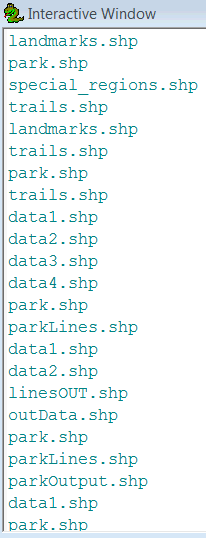 Interactive Window
landmarks.shp
park.shp
special_regions.shp
trails.shp
landmarks.shp
trails.shp
park.shp
trails.shp
data1.shp
data2.shp
data3.shp
data4.shp
park.shp
parkLines.shp
data1.shp
data2.shp
linesOUT.shp
outData.shp
park.shp
parkLines.shp
parkOutput.shp
data1.shp
park.shp